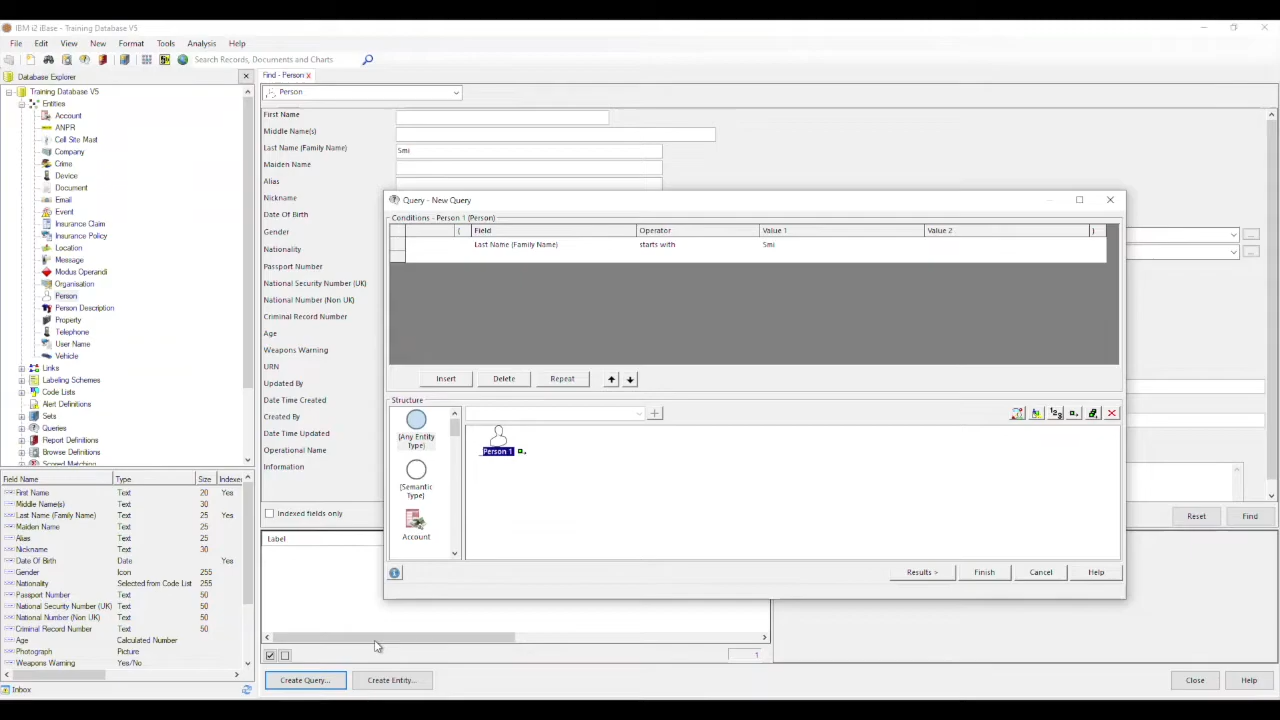 IBM i2 iBase - Training Database V5
File Edit View New Format Tools Analysis Help
Search Records, Documents and Charts
Database Explorer
Training Database V5
Entities
Account
ANPR
Cell Site Mast
Company
Crime
Device
Document
Email
Event
Insurance Claim
Insurance Policy
Location
Message
Modus Operandi
Organisation
Person
Person Description
Property
Telephone
User Name
Vehicle
Links
Labeling Schemes
Code Lists
Alert Definitions
Sets
Queries
Report Definitions
Browse Definitions
Scored Matching
Field Name Type Size Indexed
First Name Text 20 Yes
Middle Name(s) Text 30
Last Name (Family Name) Text 25 Yes
Maiden Name Text 25
Alias Text 25
Nickname Text 30
Date Of Birth Date Yes
Gender Icon 255
Nationality Selected from Code List 255
Passport Number Text 50
National Security Number (UK) Text 50
National Number (Non UK) Text 50
Criminal Record Number Text 50
Age Calculated Number
Photograph Picture
Weapons Warning Yes/No
Inbox
Find - Person x
Person
First Name
Middle Name(s)
Last Name (Family Name) Smi
Maiden Name
Alias
Nickname
Date Of Birth
Gender
Nationality
Passport Number
National Security Number (UK)
National Number (Non UK)
Criminal Record Number
Age
Weapons Warning
URN
Updated By
Date Time Created
Created By
Date Time Updated
Operational Name
Information
Indexed fields only
Reset Find
Label
1
Create Query... Create Entity...
Close Help
Query - New Query
Conditions - Person 1 (Person)
( Field Operator Value 1 Value 2 )
Last Name (Family Name) starts with Smi
Insert Delete Repeat
Structure
(Any Entity
Type)
(Semantic
Type)
Account
Person 1
Results > Finish Cancel Help